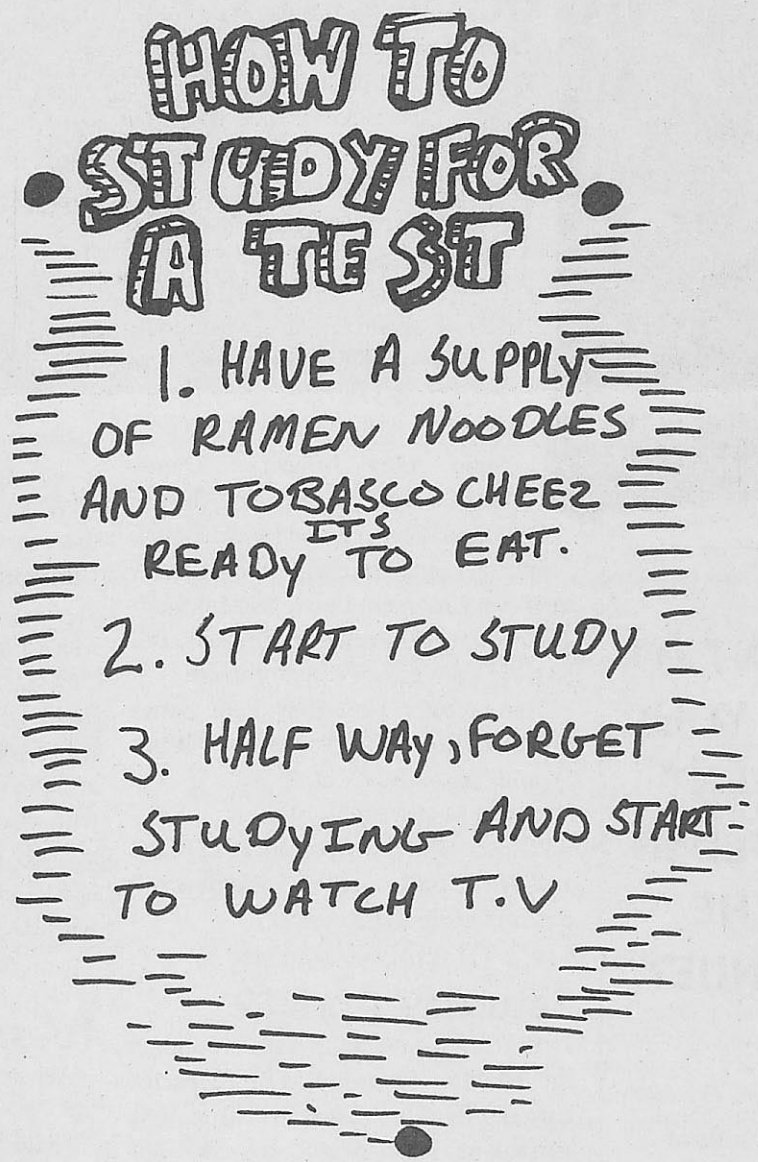 HOW TO
STUDY FOR
A TEST
1. HAVE A SUPPLY
OF RAMEN NOODLES
AND TOBASCO CHEEZ
ITS
READY TO EAT.
2. START TO STUDY
3. HALF WAY, FORGET
STUDYING AND START
TO WATCH T.V